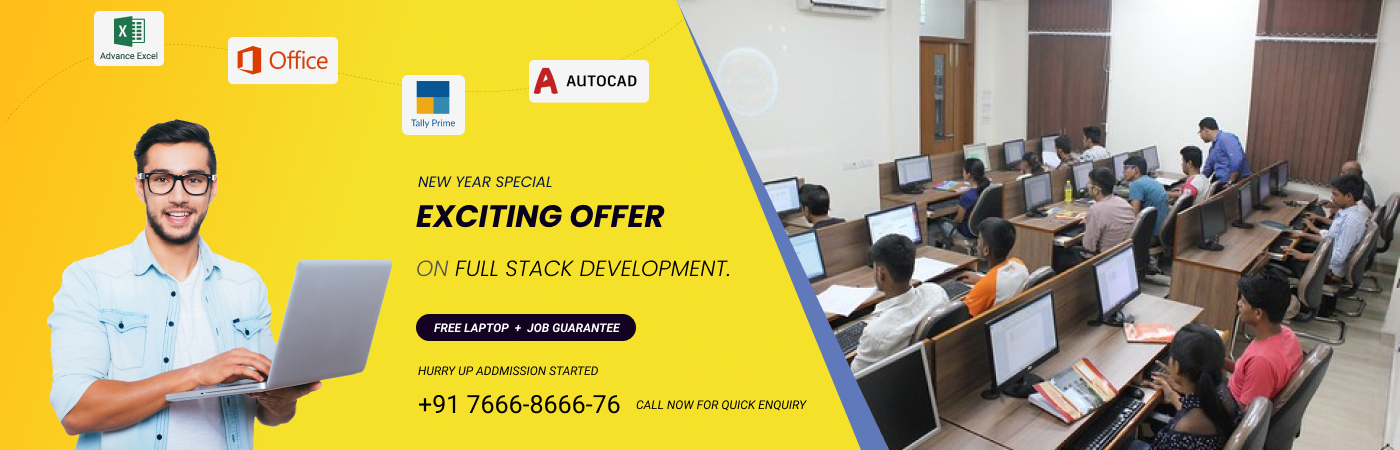 Advance Excel
Office
Tally Prime
AUTOCAD
NEW YEAR SPECIAL
EXCITING OFFER
ON FULL STACK DEVELOPMENT.
FREE LAPTOP + JOB GUARANTEE
HURRY UP ADDMISSION STARTED
+91 7666-8666-76 CALL NOW FOR QUICK ENQUIRY